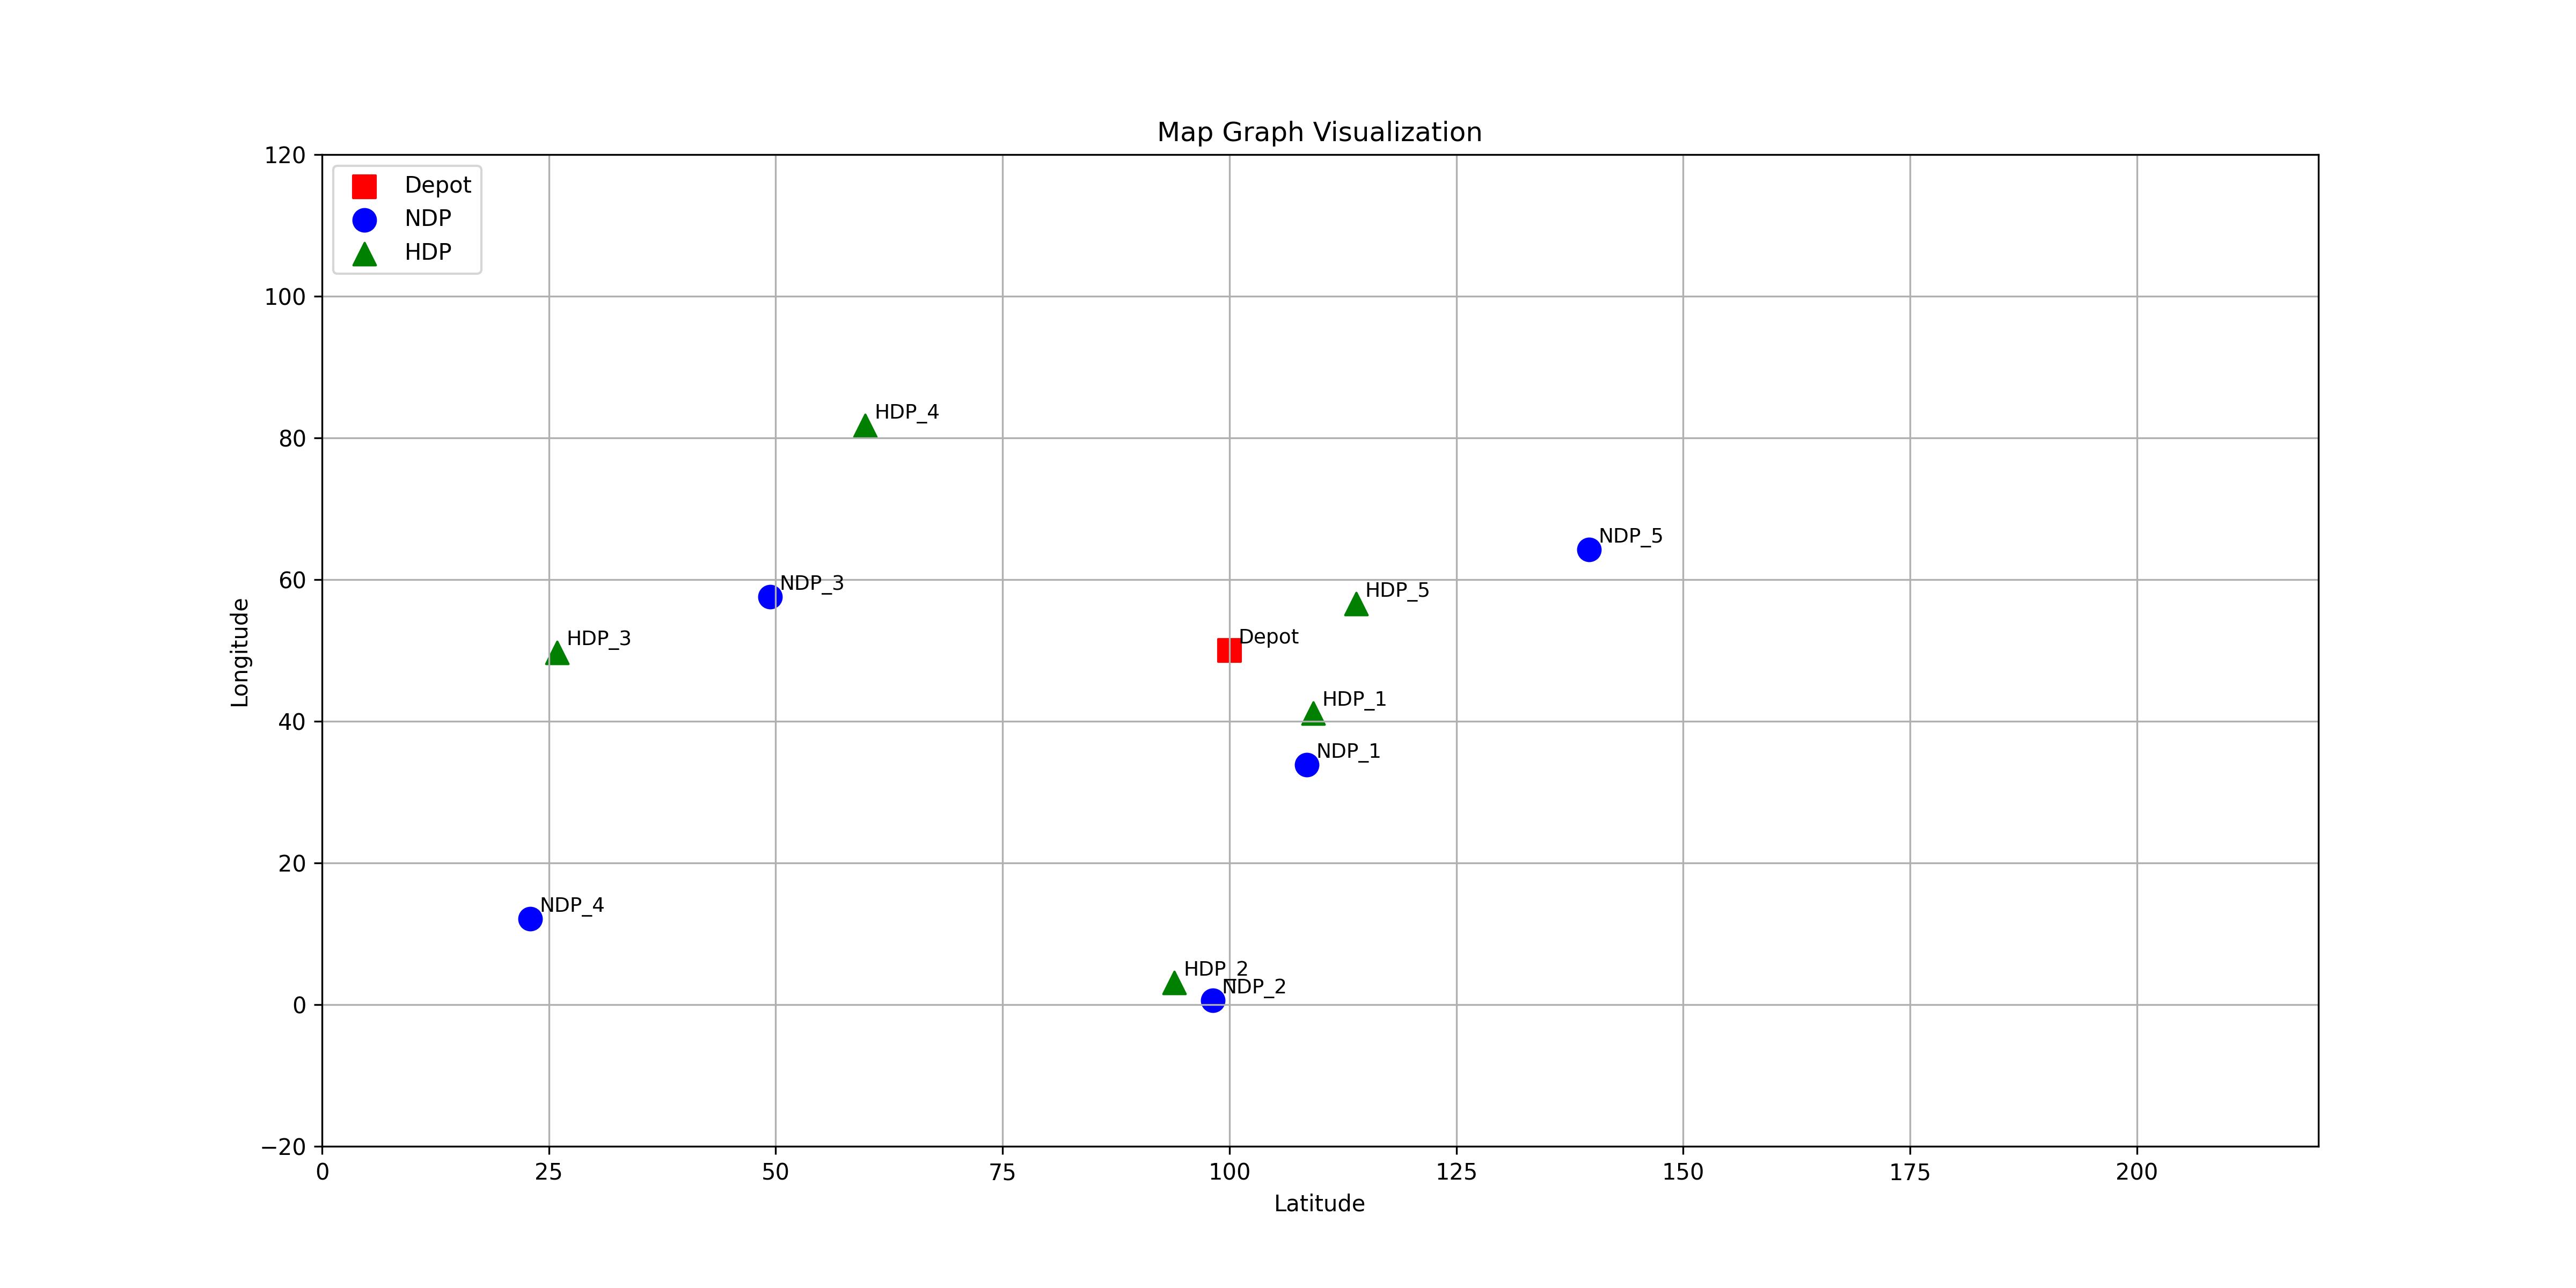 Map Graph Visualization
120
100
80
60
40
20
0
−20
Longitude
Depot
NDP
HDP
HDP_4
NDP_5
NDP_3
HDP_5
HDP_3
Depot
HDP_1
NDP_1
NDP_4
HDP_2
NDP_2
0 25 50 75 100 125 150 175 200
Latitude